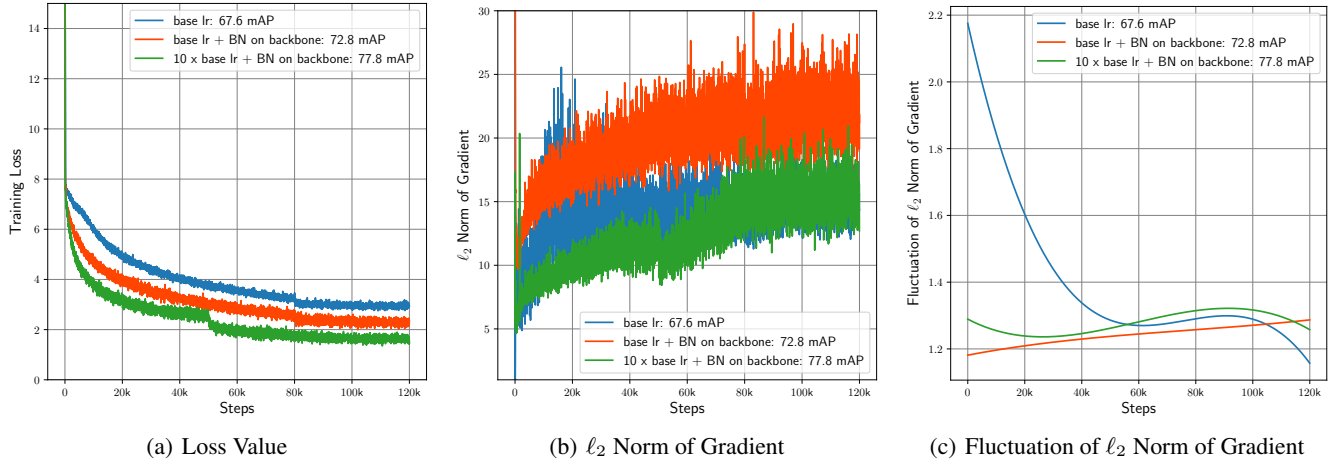 base lr: 67.6 mAP
base lr + BN on backbone: 72.8 mAP
10 x base lr + BN on backbone: 77.8 mAP
Training Loss
14
12
10
8
6
4
2
0
0
20k
40k
60k
80k
100k
120k
Steps
(a) Loss Value
ℓ2 Norm of Gradient
30
25
20
15
10
5
base lr: 67.6 mAP
base lr + BN on backbone: 72.8 mAP
10 x base lr + BN on backbone: 77.8 mAP
0
20k
40k
60k
80k
100k
120k
Steps
(b) ℓ2 Norm of Gradient
base lr: 67.6 mAP
base lr + BN on backbone: 72.8 mAP
10 x base lr + BN on backbone: 77.8 mAP
Fluctuation of ℓ2 Norm of Gradient
2.2
2.0
1.8
1.6
1.4
1.2
0
20k
40k
60k
80k
100k
120k
Steps
(c) Fluctuation of ℓ2 Norm of Gradient